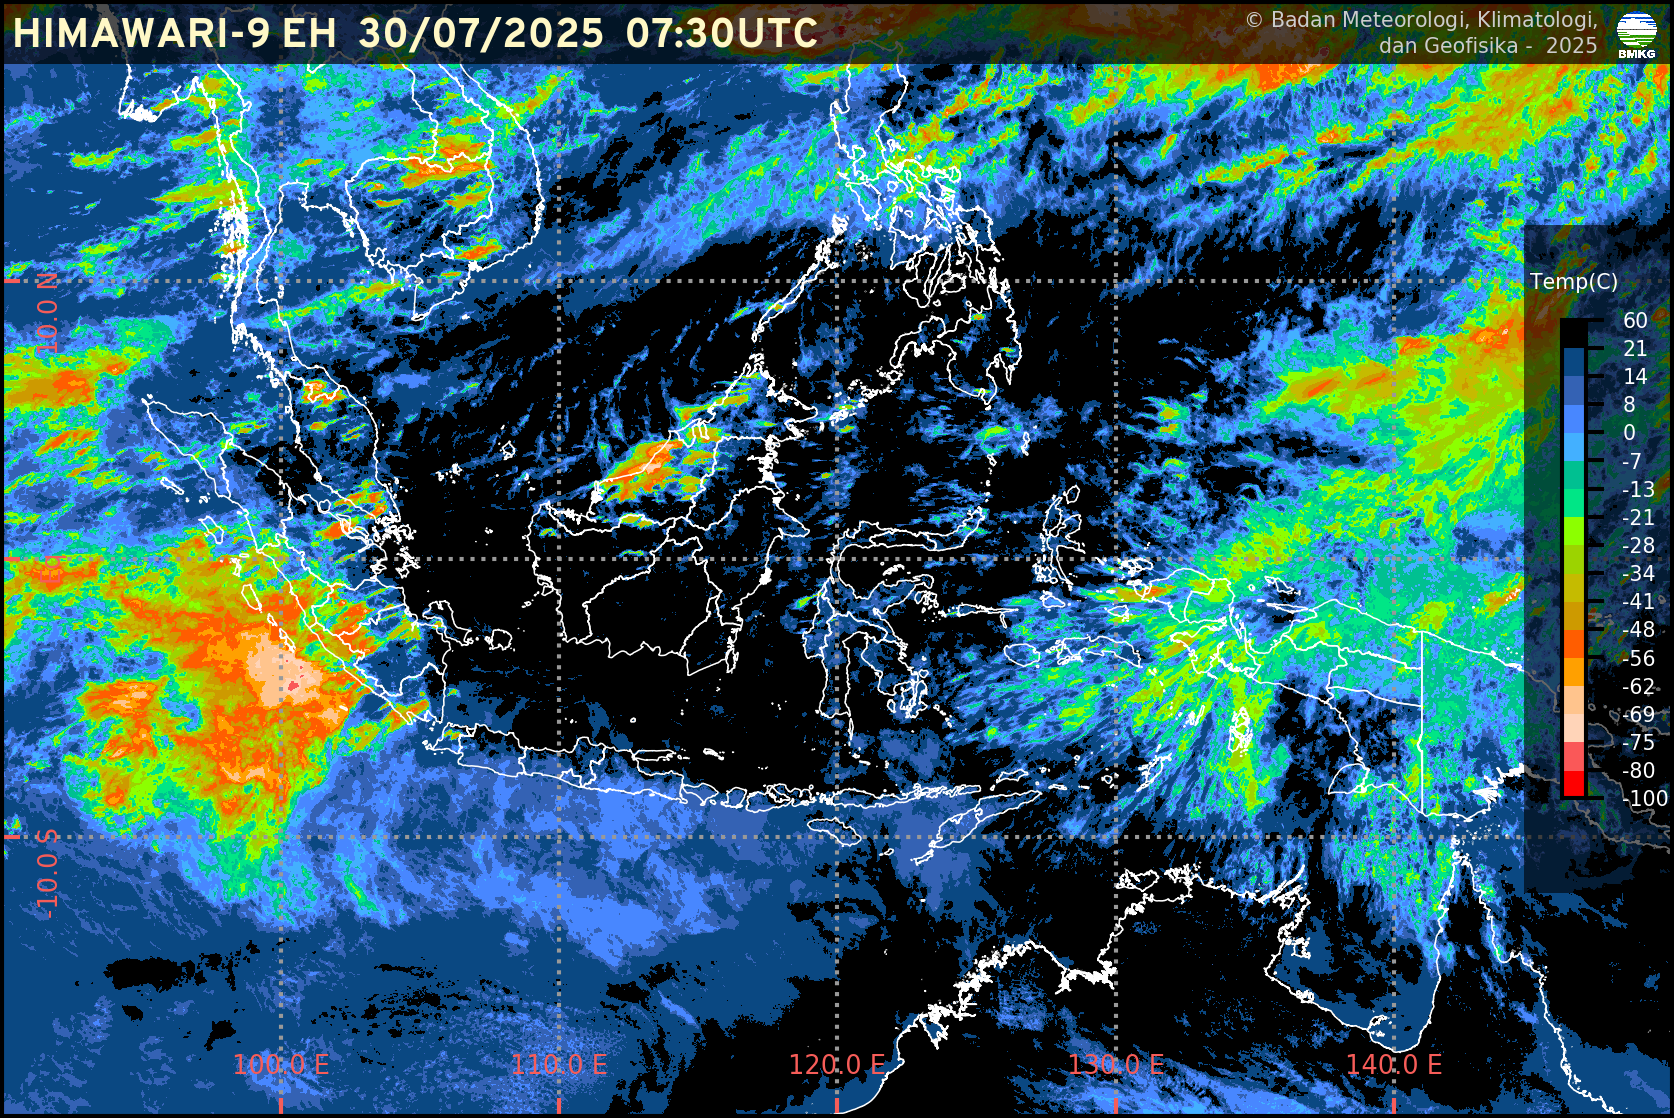 HIMAWARI-9 EH 30/07/2025 07:30UTC
© Badan Meteorologi, Klimatologi,
dan Geofisika - 2025
BMKG
10.0 N
-10.0 S
Temp(C)
60
21
14
8
0
-7
-13
-21
-28
-34
-41
-48
-56
-62
-69
-75
-80
-100
100.0 E
110.0 E
120.0 E
130.0 E
140.0 E